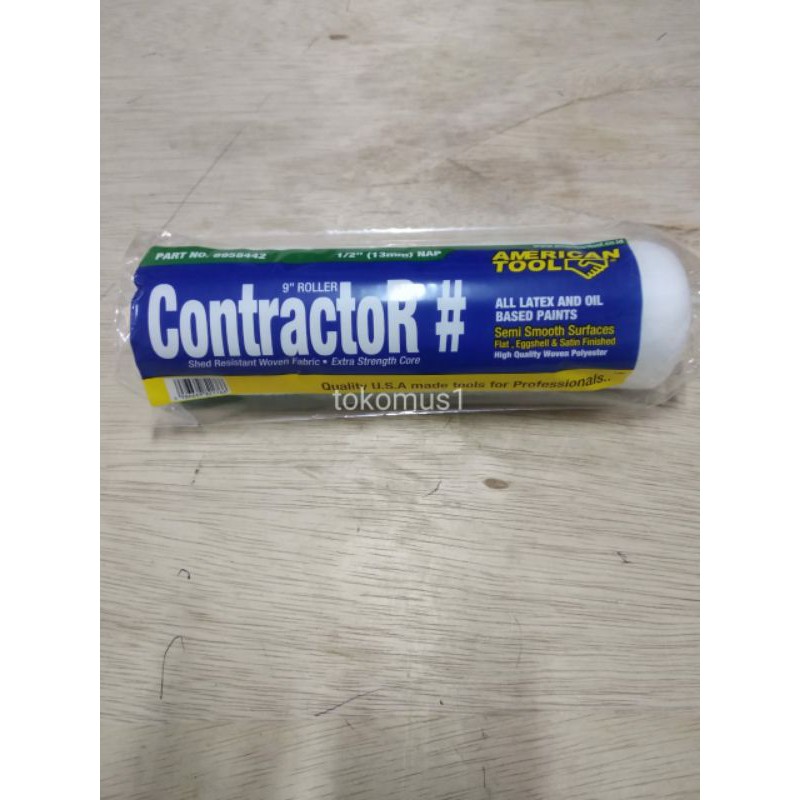 PART NO. 8958442
1/2" (13mm) NAP
AMERICAN
TOOL
9" ROLLER
ContractoR #
Shed Resistant Woven Fabric • Extra Strength Core
ALL LATEX AND OIL
BASED PAINTS
Semi Smooth Surfaces
Flat , Eggshell & Satin Finished
High Quality Woven Polyester
Quality U.S.A made tools for Professionals..
tokomus1